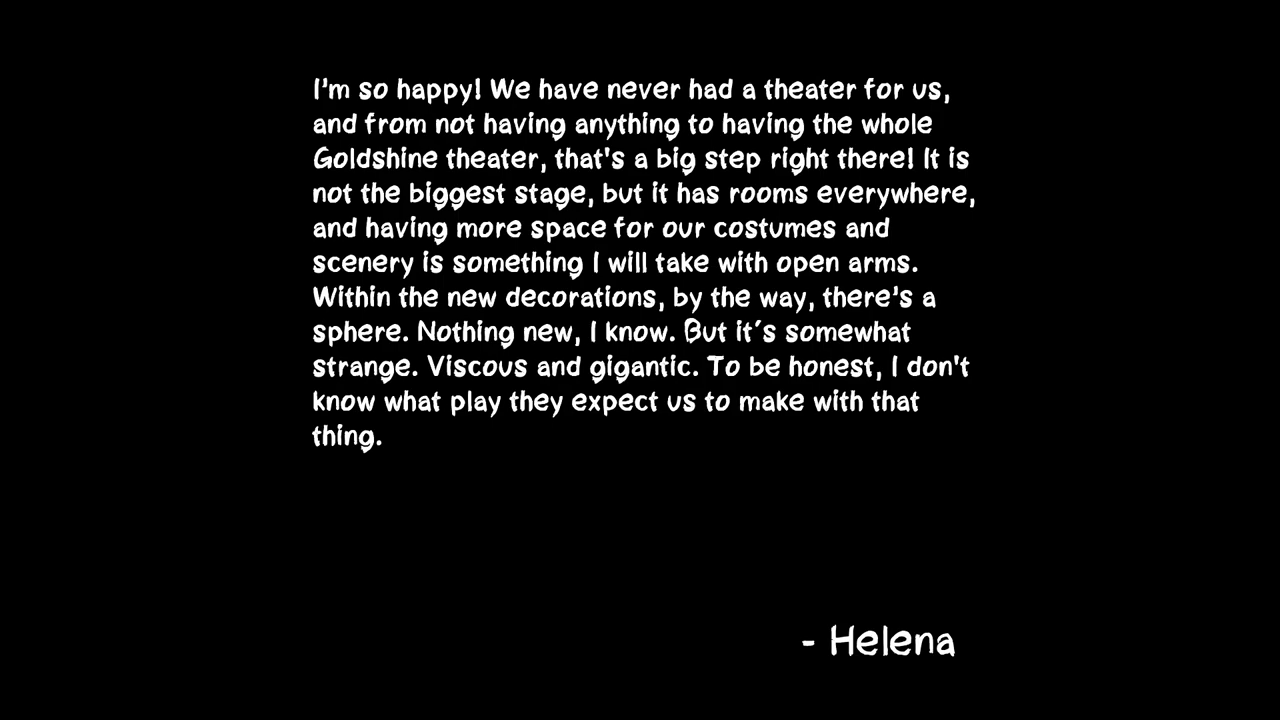 I'm so happy! We have never had a theater for us,
and from not having anything to having the whole
Goldshine theater, that's a big step right there! It is
not the biggest stage, but it has rooms everywhere,
and having more space for our costumes and
scenery is something I will take with open arms.
Within the new decorations, by the way, there's a
sphere. Nothing new, I know. But it´s somewhat
strange. Viscous and gigantic. To be honest, I don't
know what play they expect us to make with that
thing.
- Helena